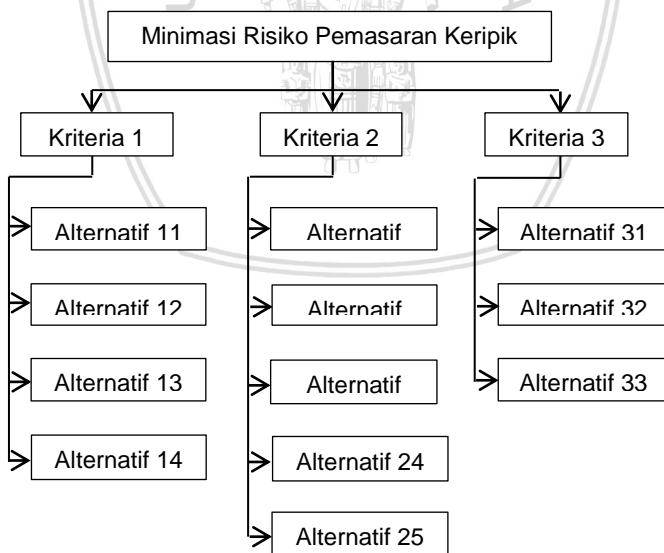 Minimasi Risiko Pemasaran Keripik
Kriteria 1
Kriteria 2
Kriteria 3
Alternatif 11
Alternatif
Alternatif 31
Alternatif 12
Alternatif
Alternatif 32
Alternatif 13
Alternatif
Alternatif 33
Alternatif 14
Alternatif 24
Alternatif 25